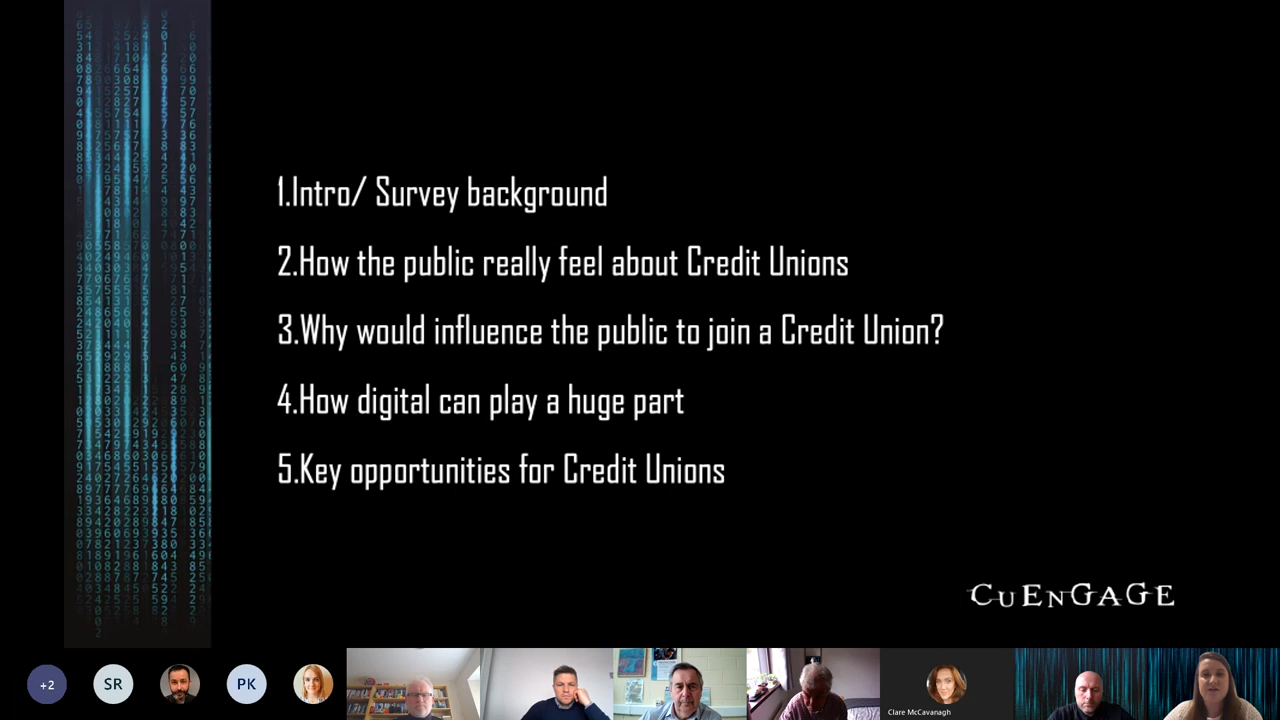 1.Intro/ Survey background
2.How the public really feel about Credit Unions
3.Why would influence the public to join a Credit Union?
4.How digital can play a huge part
5.Key opportunities for Credit Unions
CUENGAGE
+2
SR
PK
Clare McCavanagh